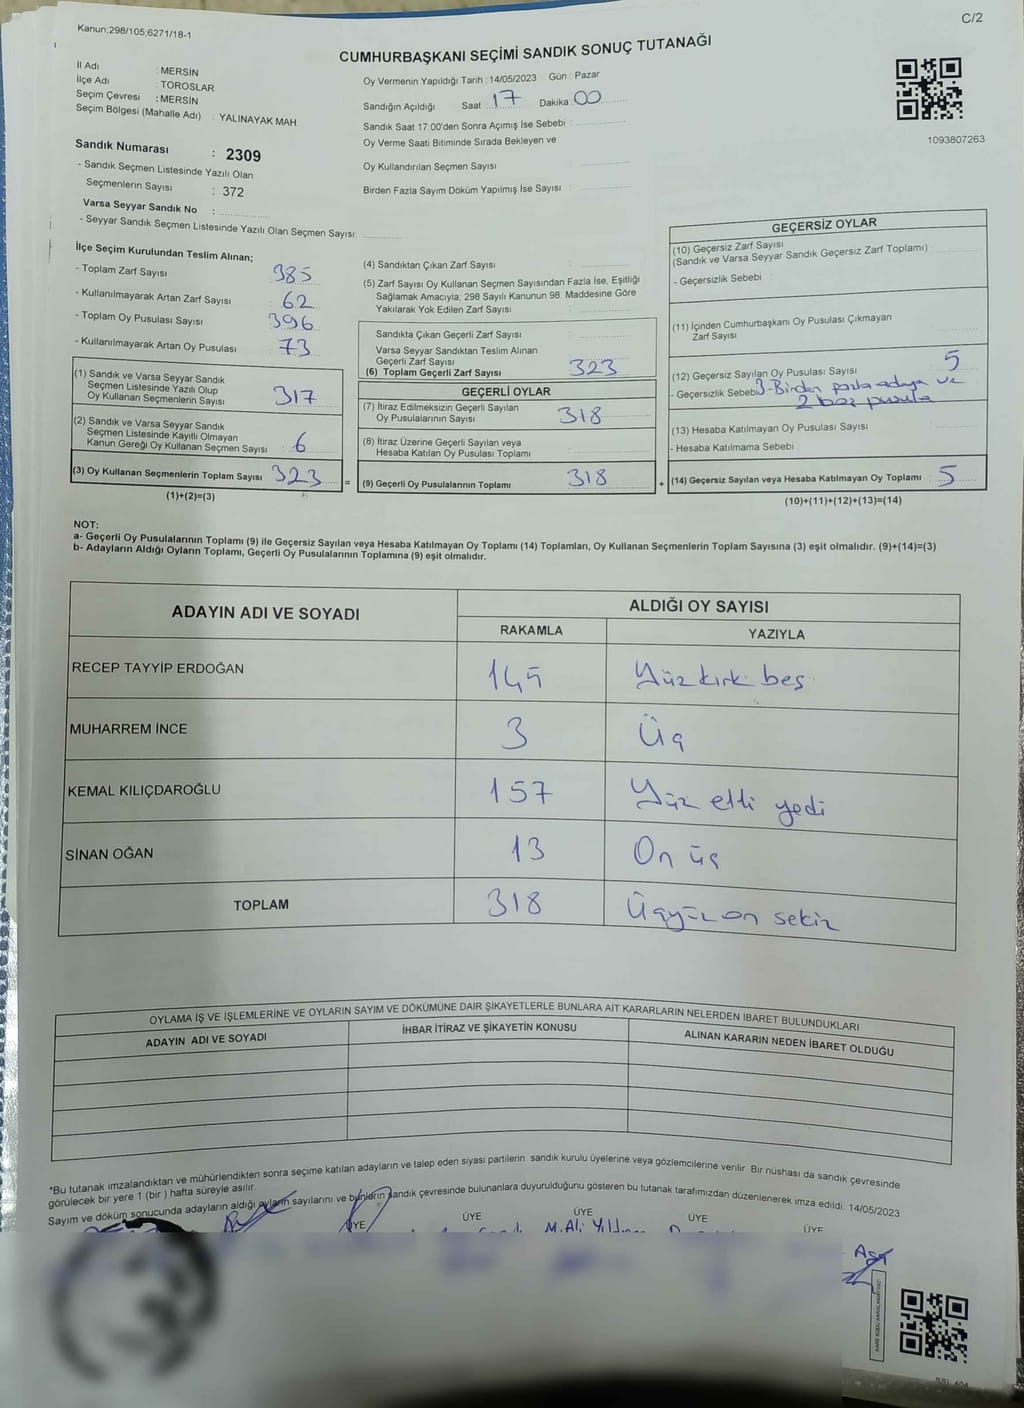 Kanun;298/105;6271/18-1
C/2
CUMHURBAŞKANI SEÇİMİ SANDIK SONUÇ TUTANAĞI
İl Adı : MERSİN
İlçe Adı : TOROSLAR
Seçim Çevresi : MERSİN
Seçim Bölgesi (Mahalle Adı) : YALINAYAK MAH.
Sandık Numarası : 2309
- Sandık Seçmen Listesinde Yazılı Olan
Seçmenlerin Sayısı : 372
Varsa Seyyar Sandık No :
- Seyyar Sandık Seçmen Listesinde Yazılı Olan Seçmen Sayısı:
Oy Vermenin Yapıldığı Tarih : 14/05/2023 Gün : Pazar
Sandığın Açıldığı Saat : 17 Dakika : 00
Sandık Saat 17:00'den Sonra Açımış İse Sebebi :
Oy Verme Saati Bitiminde Sırada Bekleyen ve
Oy Kullandırılan Seçmen Sayısı :
Birden Fazla Sayım Döküm Yapılmış İse Sayısı :
1093807263
İlçe Seçim Kurulundan Teslim Alınan;
- Toplam Zarf Sayısı 385
- Kullanılmayarak Artan Zarf Sayısı : 62
- Toplam Oy Pusulası Sayısı 396
- Kullanılmayarak Artan Oy Pusulası : 73
(1) Sandık ve Varsa Seyyar Sandık
Seçmen Listesinde Yazılı Olup
Oy Kullanan Seçmenlerin Sayısı : 317
(2) Sandık ve Varsa Seyyar Sandık
Seçmen Listesinde Kayıtlı Olmayan
Kanun Gereği Oy Kullanan Seçmen Sayısı : 6
(3) Oy Kullanan Seçmenlerin Toplam Sayısı : 323 =
(1)+(2)=(3)
(4) Sandıktan Çıkan Zarf Sayısı :
(5) Zarf Sayısı Oy Kullanan Seçmen Sayısından Fazla İse, Eşitliği
Sağlamak Amacıyla; 298 Sayılı Kanunun 98. Maddesine Göre
Yakılarak Yok Edilen Zarf Sayısı :
Sandıkta Çıkan Geçerli Zarf Sayısı :
Varsa Seyyar Sandıktan Teslim Alınan
Geçerli Zarf Sayısı :
(6) Toplam Geçerli Zarf Sayısı 323
GEÇERLİ OYLAR
(7) İtiraz Edilmeksizin Geçerli Sayılan
Oy Pusulalarının Sayısı : 318
(8) İtiraz Üzerine Geçerli Sayılan veya
Hesaba Katılan Oy Pusulası Toplamı :
(9) Geçerli Oy Pusulalarının Toplamı : 318 +
GEÇERSİZ OYLAR
(10) Geçersiz Zarf Sayısı
(Sandık ve Varsa Seyyar Sandık Geçersiz Zarf Toplamı) :
- Geçersizlik Sebebi :
(11) İçinden Cumhurbaşkanı Oy Pusulası Çıkmayan
Zarf Sayısı :
(12) Geçersiz Sayılan Oy Pusulası Sayısı : 5
- Geçersizlik Sebebi 3-Birden fazla adaya ve
2 boş pusula
(13) Hesaba Katılmayan Oy Pusulası Sayısı :
- Hesaba Katılmama Sebebi :
(14) Geçersiz Sayılan veya Hesaba Katılmayan Oy Toplamı : 5
(10)+(11)+(12)+(13)=(14)
NOT:
a- Geçerli Oy Pusulalarının Toplamı (9) ile Geçersiz Sayılan veya Hesaba Katılmayan Oy Toplamı (14) Toplamları, Oy Kullanan Seçmenlerin Toplam Sayısına (3) eşit olmalıdır. (9)+(14)=(3)
b- Adayların Aldığı Oyların Toplamı, Geçerli Oy Pusulalarının Toplamına (9) eşit olmalıdır.
ADAYIN ADI VE SOYADI
ALDIĞI OY SAYISI
RAKAMLA YAZIYLA
RECEP TAYYİP ERDOĞAN 145 Yüz kırk beş
MUHARREM İNCE 3 Üç
KEMAL KILIÇDAROĞLU 157 Yüz elli yedi
SİNAN OĞAN 13 On üç
TOPLAM 318 Üçyüz on sekiz
OYLAMA İŞ VE İŞLEMLERİNE VE OYLARIN SAYIM VE DÖKÜMÜNE DAİR ŞİKAYETLERLE BUNLARA AİT KARARLARIN NELERDEN İBARET BULUNDUKLARI
ADAYIN ADI VE SOYADI İHBAR İTİRAZ VE ŞİKAYETİN KONUSU ALINAN KARARIN NEDEN İBARET OLDUĞU
*Bu tutanak imzalandıktan ve mühürlendikten sonra seçime katılan adayların ve talep eden siyasi partilerin sandık kurulu üyelerine veya gözlemcilerine verilir. Bir nushası da sandık çevresinde
görülecek bir yere 1 (bir ) hafta süreyle asılır.
Sayım ve döküm sonucunda adayların aldığı oyların sayılarını ve bunların sandık çevresinde bulunanlara duyurulduğunu gösteren bu tutanak tarafımızdan düzenlenerek imza edildi. 14/05/2023
ÜYE ÜYE ÜYE ÜYE ÜYE
M.Ali
KARE KODU KARALAMAYINIZ